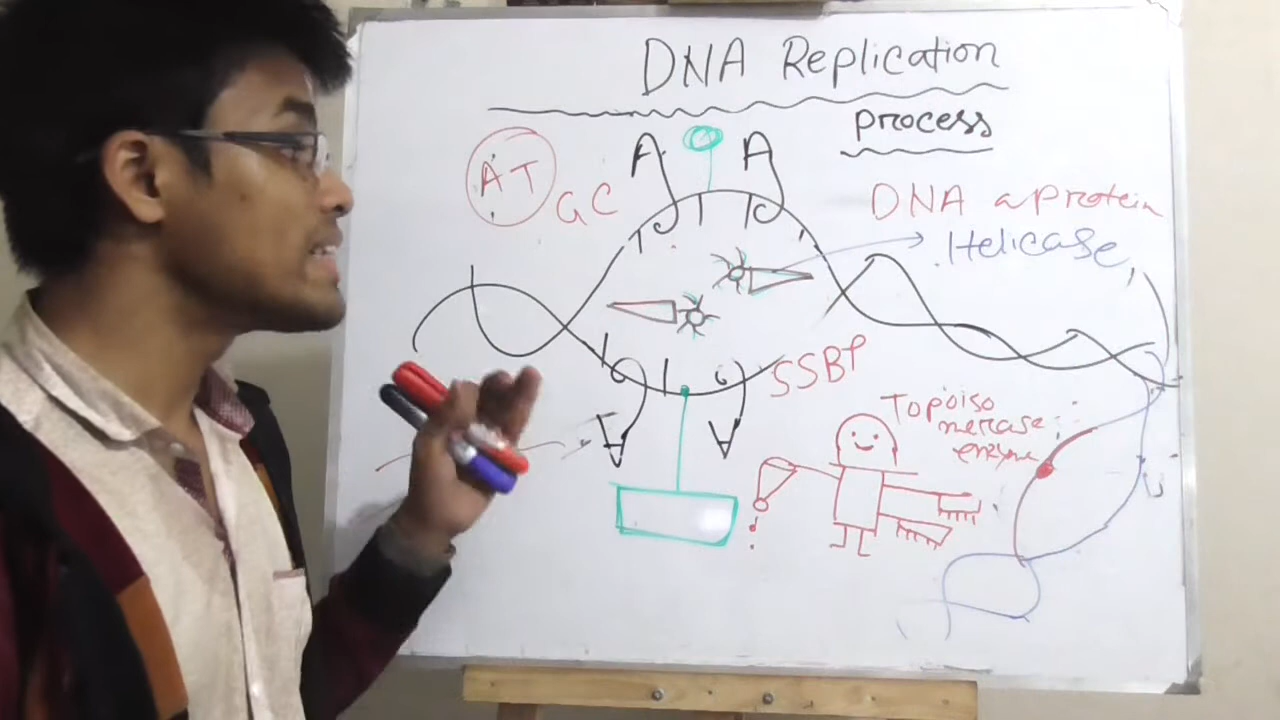 DNA Replication
process
A A
AT
GC
DNA a protein
Helicase,
SSBP
G G
A A
Topoiso
merase
enzyme